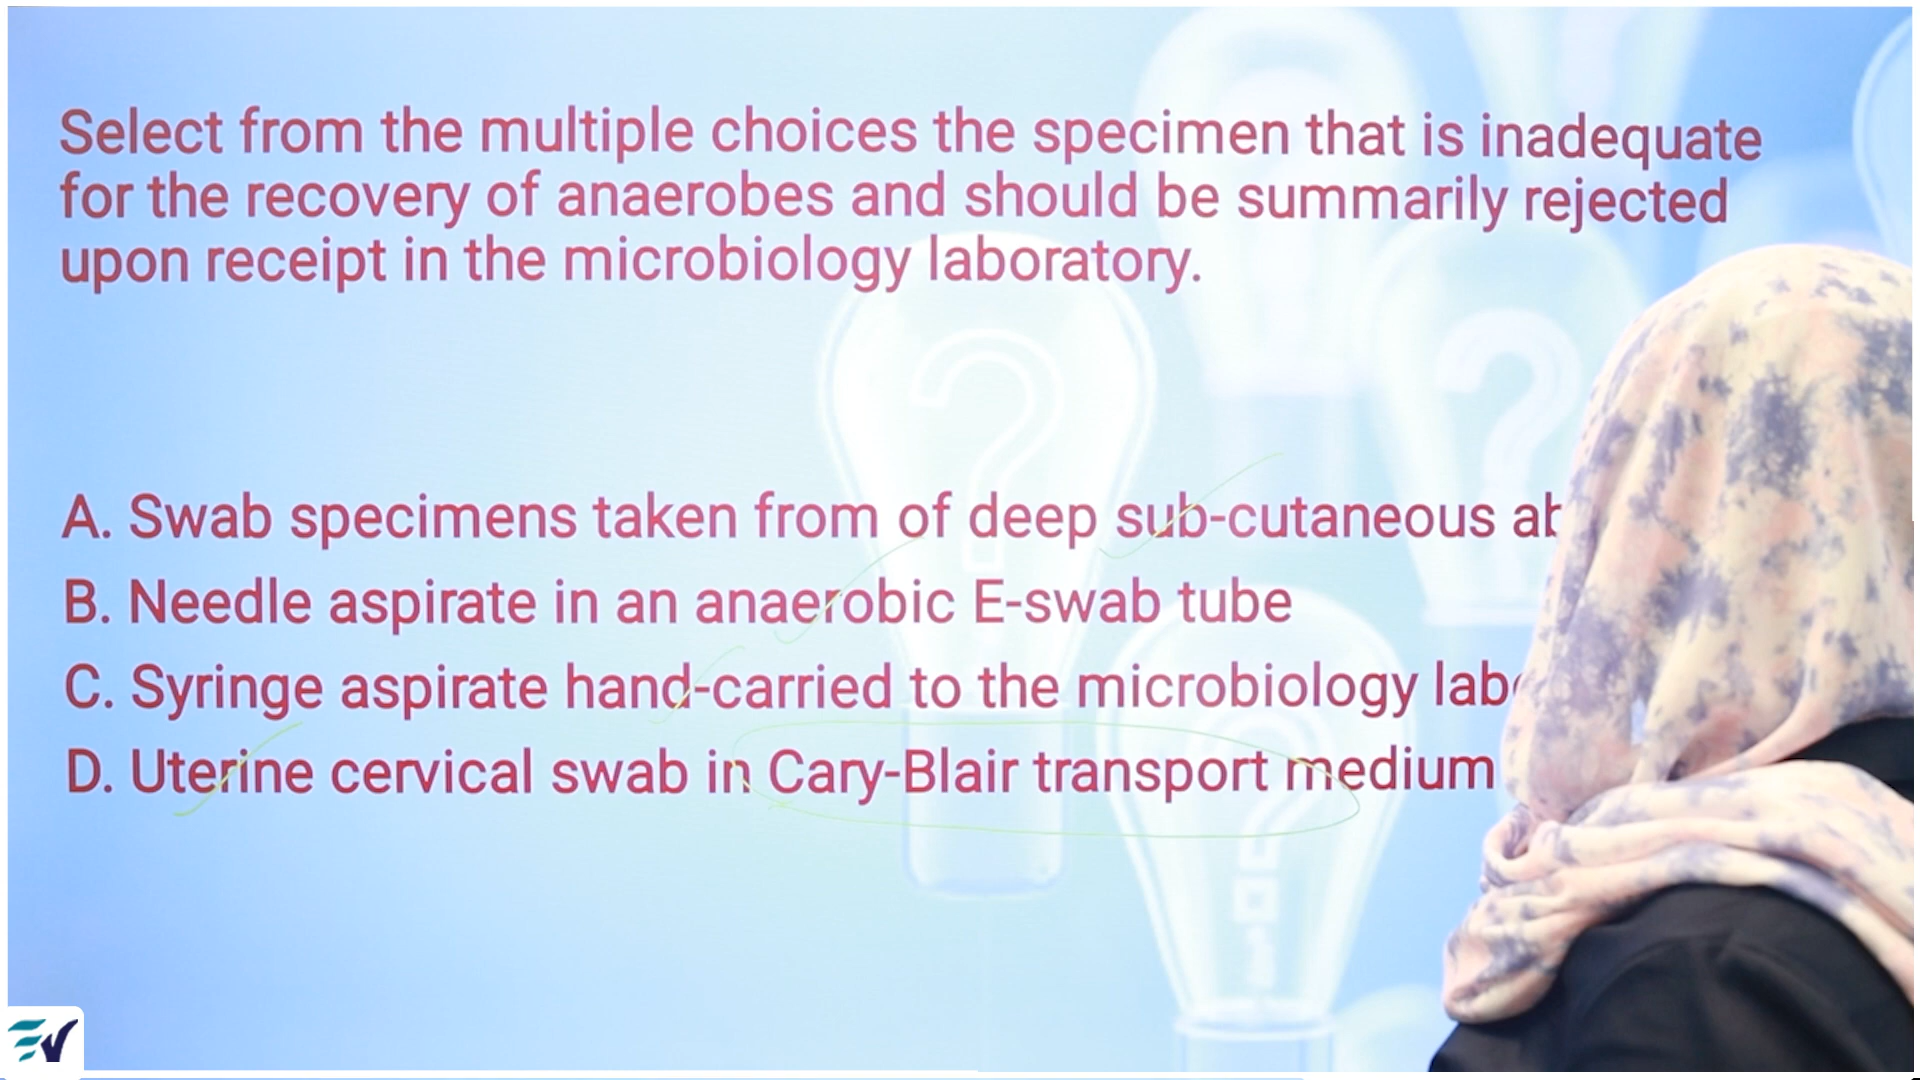 Select from the multiple choices the specimen that is inadequate
for the recovery of anaerobes and should be summarily rejected
upon receipt in the microbiology laboratory.
A. Swab specimens taken from of deep sub-cutaneous
B. Needle aspirate in an anaerobic E-swab tube
C. Syringe aspirate hand-carried to the microbiology
D. Uterine cervical swab in Cary-Blair transport medium